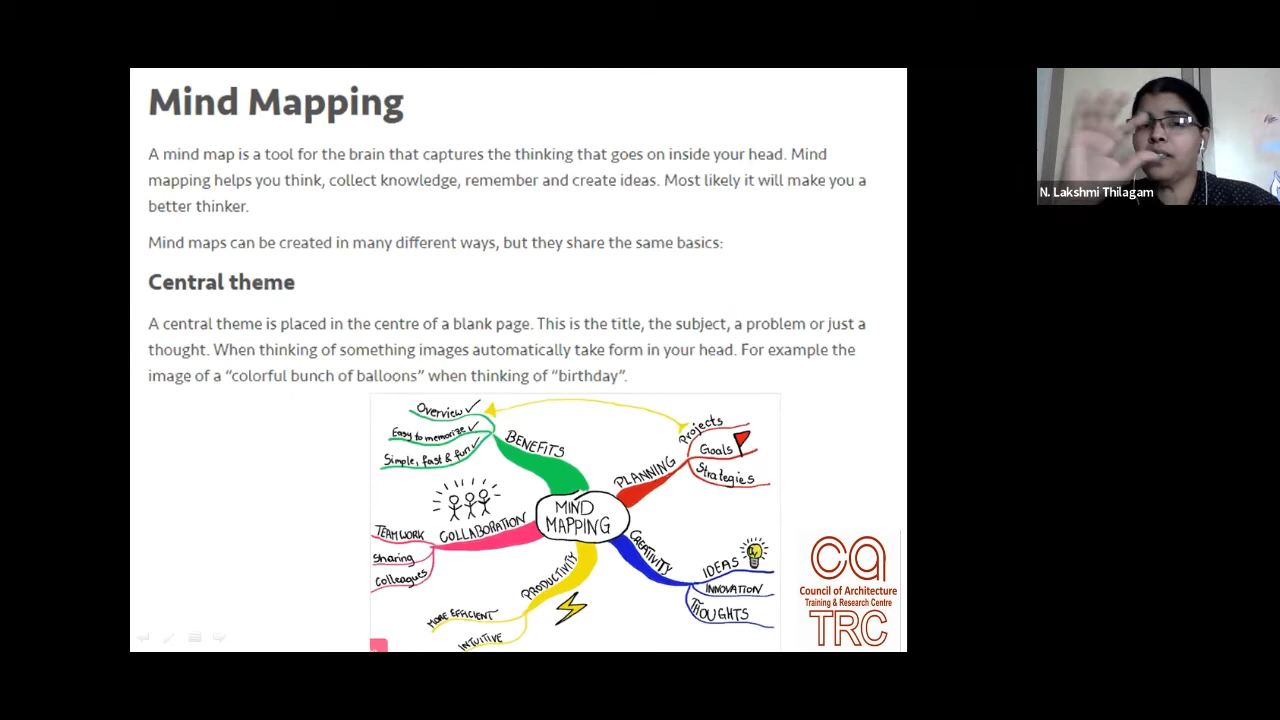 Mind Mapping
A mind map is a tool for the brain that captures the thinking that goes on inside your head. Mind
mapping helps you think, collect knowledge, remember and create ideas. Most likely it will make you a
better thinker.
Mind maps can be created in many different ways, but they share the same basics:
Central theme
A central theme is placed in the centre of a blank page. This is the title, the subject, a problem or just a
thought. When thinking of something images automatically take form in your head. For example the
image of a “colorful bunch of balloons” when thinking of “birthday”.
Overview
Easy to memorize
Simple, fast & fun
BENEFITS
PLANNING
Projects
Goals
Strategies
MIND
MAPPING
TEAMWORK
Sharing
Colleagues
COLLABORATION
CREATIVITY
IDEAS
INNOVATION
THOUGHTS
PRODUCTIVITY
MORE EFFICIENT
INTUITIVE
ca
Council of Architecture
Training & Research Centre
TRC
N. Lakshmi Thilagam